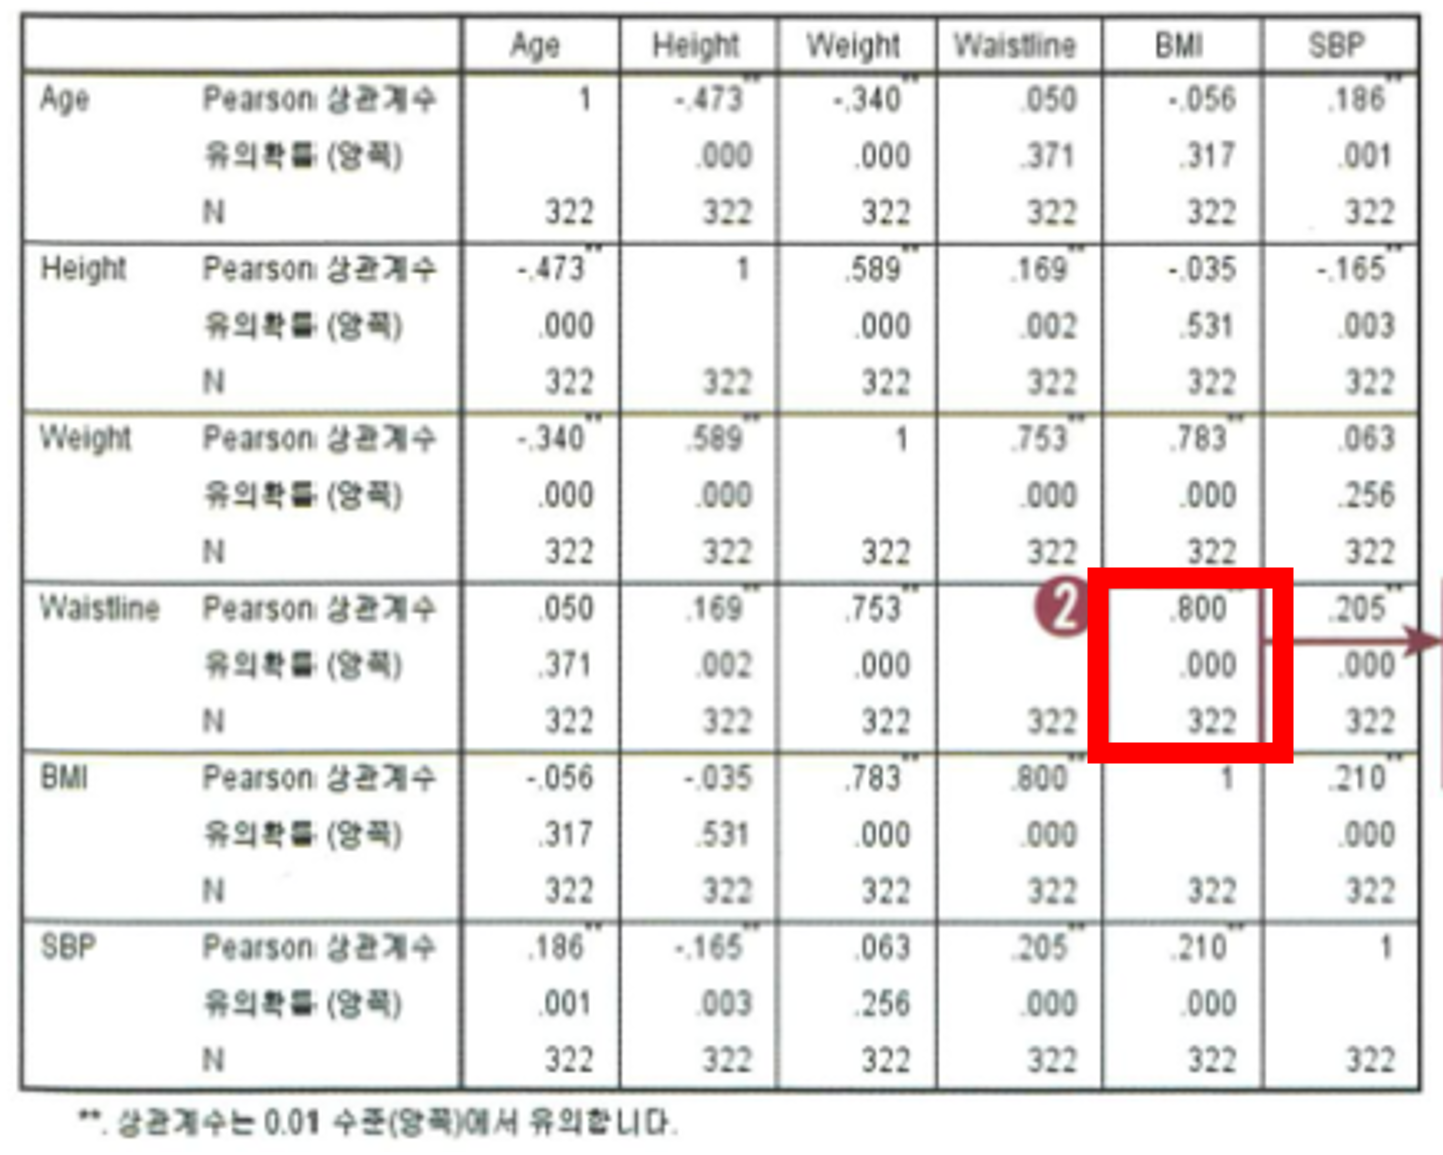 Age Height Weight Waistline BMI SBP
Age Pearson 상관계수 1 -.473** -.340** .050 -.056 .186**
유의확률 (양쪽) .000 .000 .371 .317 .001
N 322 322 322 322 322 322
Height Pearson 상관계수 -.473** 1 .589** .169** -.035 -.165**
유의확률 (양쪽) .000 .000 .002 .531 .003
N 322 322 322 322 322 322
Weight Pearson 상관계수 -.340** .589** 1 .753** .783** .063
유의확률 (양쪽) .000 .000 .000 .000 .256
N 322 322 322 322 322 322
Waistline Pearson 상관계수 .050 .169** .753** 2 .800** .205**
유의확률 (양쪽) .371 .002 .000 .000 .000
N 322 322 322 322 322 322
BMI Pearson 상관계수 -.056 -.035 .783** .800** 1 .210**
유의확률 (양쪽) .317 .531 .000 .000 .000
N 322 322 322 322 322 322
SBP Pearson 상관계수 .186** -.165** .063 .205** .210** 1
유의확률 (양쪽) .001 .003 .256 .000 .000
N 322 322 322 322 322 322
**. 상관계수는 0.01 수준(양쪽)에서 유의합니다.